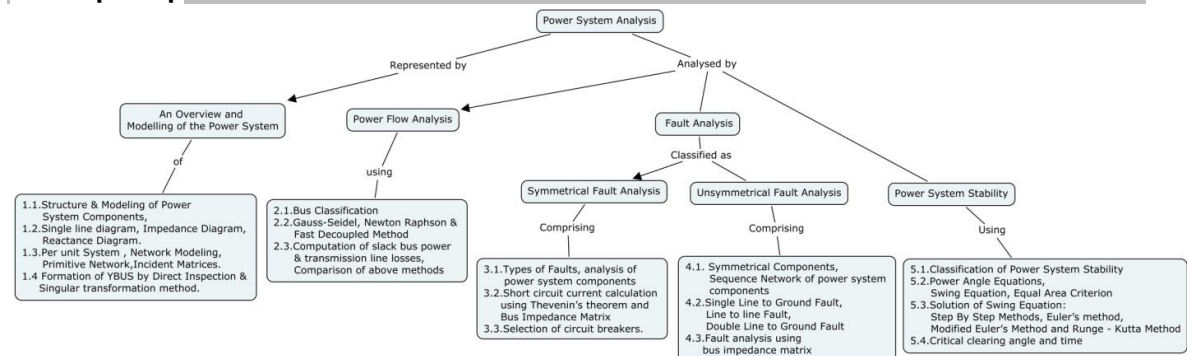 Power System Analysis
Represented by
Analysed by
An Overview and
Modelling of the Power System
Power Flow Analysis
Fault Analysis
of
using
Classified as
Symmetrical Fault Analysis
Unsymmetrical Fault Analysis
Power System Stability
Comprising
Comprising
Using
1.1.Structure & Modeling of Power
System Components,
1.2.Single line diagram, Impedance Diagram,
Reactance Diagram.
1.3.Per unit System , Network Modeling,
Primitive Network,Incident Matrices.
1.4 Formation of YBUS by Direct Inspection &
Singular transformation method.
2.1.Bus Classification
2.2.Gauss-Seidel, Newton Raphson &
Fast Decoupled Method
2.3.Computation of slack bus power
& transmission line losses,
Comparison of above methods
3.1.Types of Faults, analysis of
power system components
3.2.Short circuit current calculation
using Thevenin's theorem and
Bus Impedance Matrix
3.3.Selection of circuit breakers.
4.1. Symmetrical Components,
Sequence Network of power system
components
4.2.Single Line to Ground Fault,
Line to line Fault,
Double Line to Ground Fault
4.3.Fault analysis using
bus impedance matrix
5.1.Classification of Power System Stability
5.2.Power Angle Equations,
Swing Equation, Equal Area Criterion
5.3.Solution of Swing Equation:
Step By Step Methods, Euler's method,
Modified Euler's Method and Runge - Kutta Method
5.4.Critical clearing angle and time